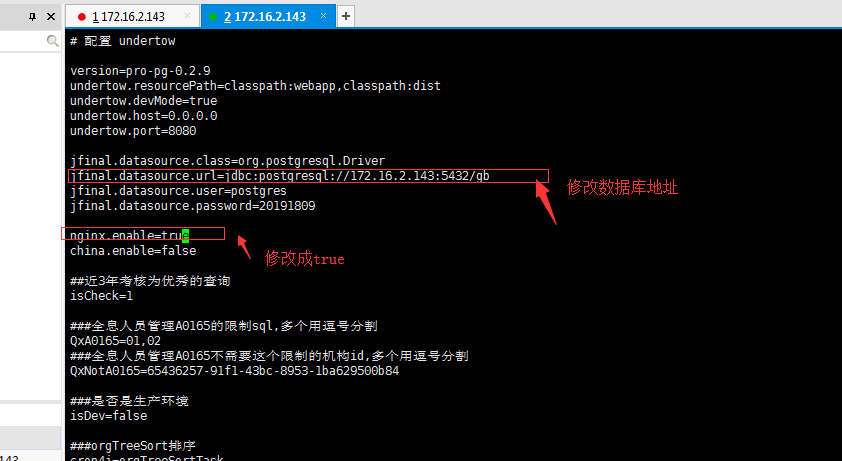 1 172.16.2.143
2 172.16.2.143
# 配置 undertow
version=pro-pg-0.2.9
undertow.resourcePath=classpath:webapp,classpath:dist
undertow.devMode=true
undertow.host=0.0.0.0
undertow.port=8080
jfinal.datasource.class=org.postgresql.Driver
jfinal.datasource.url=jdbc:postgresql://172.16.2.143:5432/gb
修改数据库地址
jfinal.datasource.user=postgres
jfinal.datasource.password=20191809
nginx.enable=true
china.enable=false
修改成true
##近3年考核为优秀的查询
isCheck=1
###全息人员管理A0165的限制sql,多个用逗号分割
QxA0165=01,02
###全息人员管理A0165不需要这个限制的机构id,多个用逗号分割
QxNotA0165=65436257-91f1-43bc-8953-1ba629500b84
###是否是生产环境
isDev=false
###orgTreeSort排序
cron4j=orgTreeSortTask